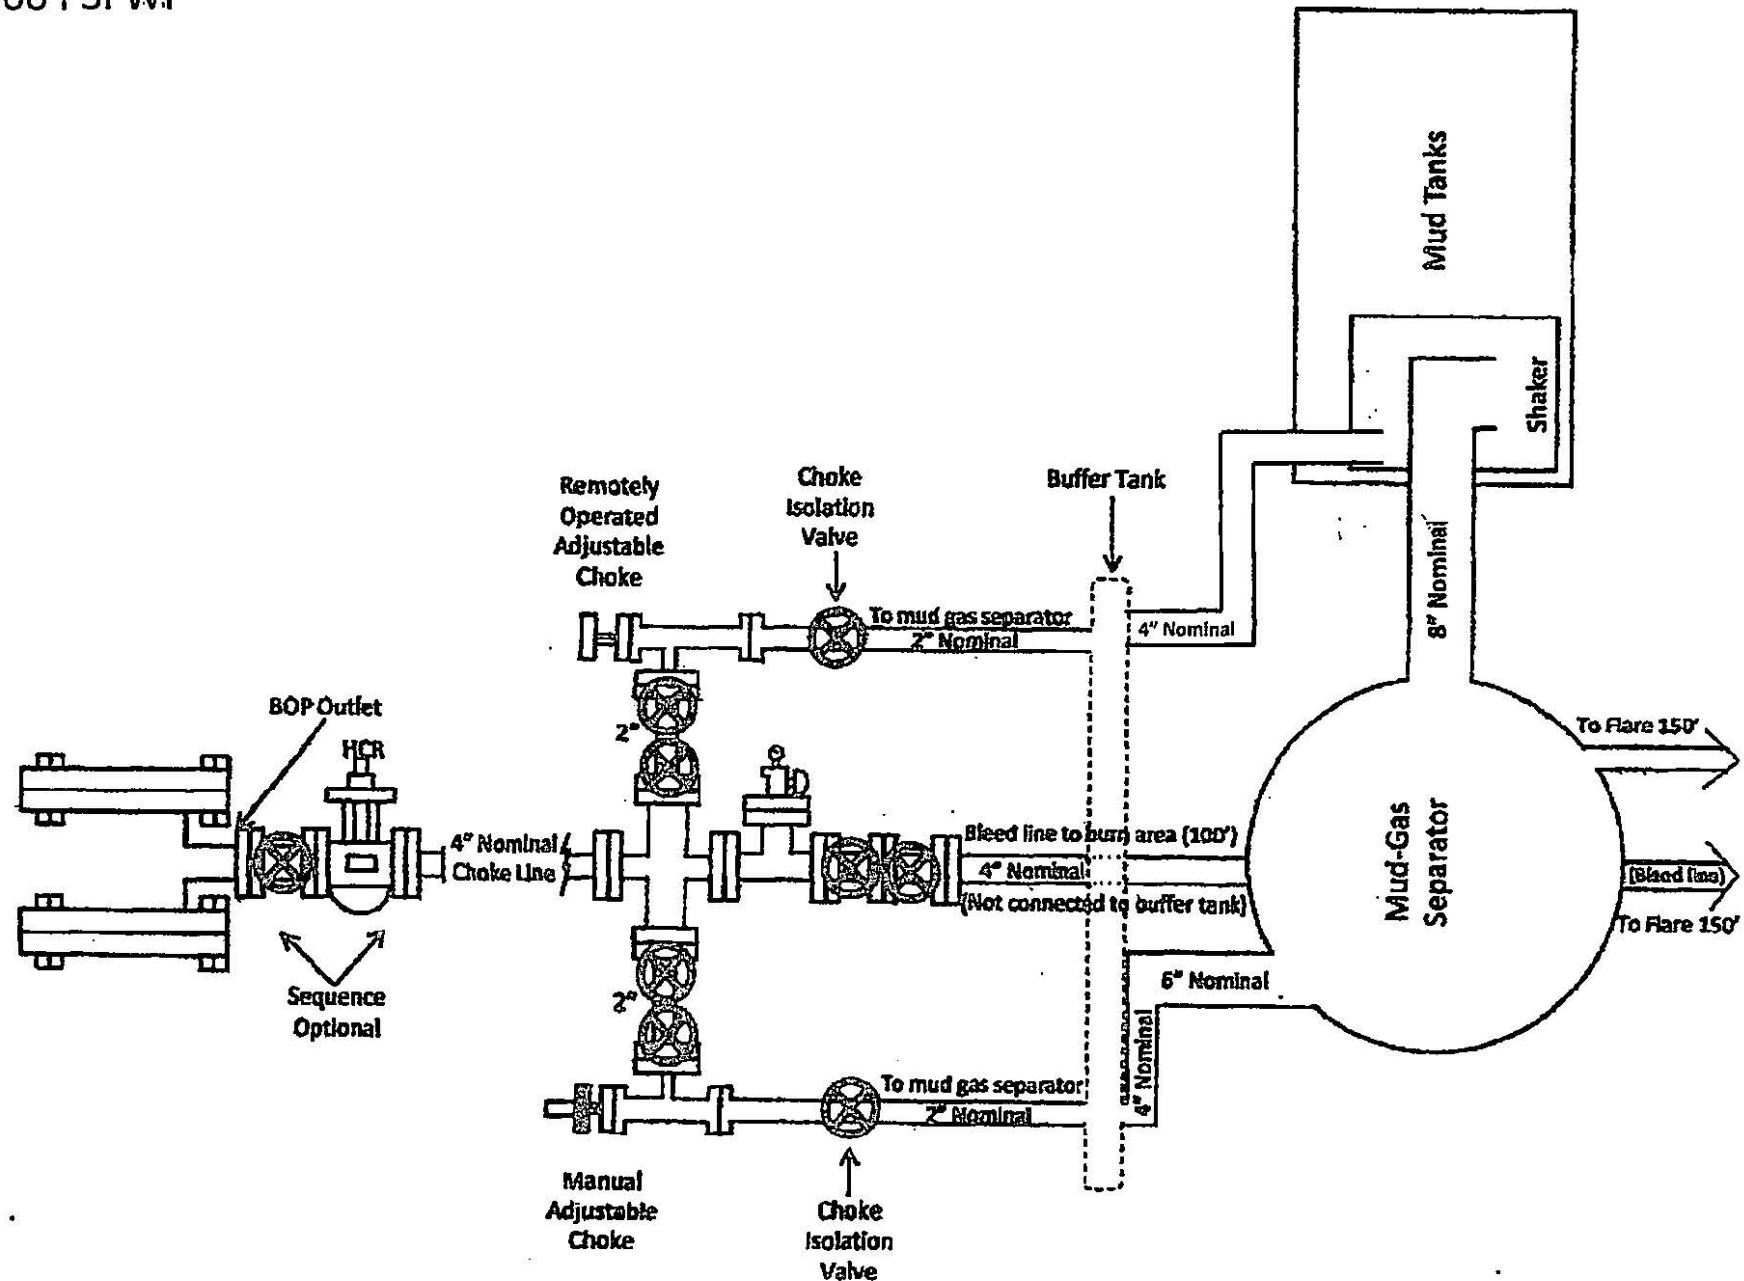 Mud Tanks
Shaker
Remotely
Operated
Adjustable
Choke
Choke
Isolation
Valve
Buffer Tank
8" Nominal
To mud gas separator
2" Nominal
4" Nominal
BOP Outlet
HCR
2"
To Flare 150'
4" Nominal
Choke Line
Bleed line to burn area (100')
4" Nominal
(Not connected to buffer tank)
Mud-Gas
Separator
(Bleed line)
To Flare 150'
Sequence
Optional
2"
6" Nominal
4" Nominal
To mud gas separator
2" Nominal
Manual
Adjustable
Choke
Choke
Isolation
Valve